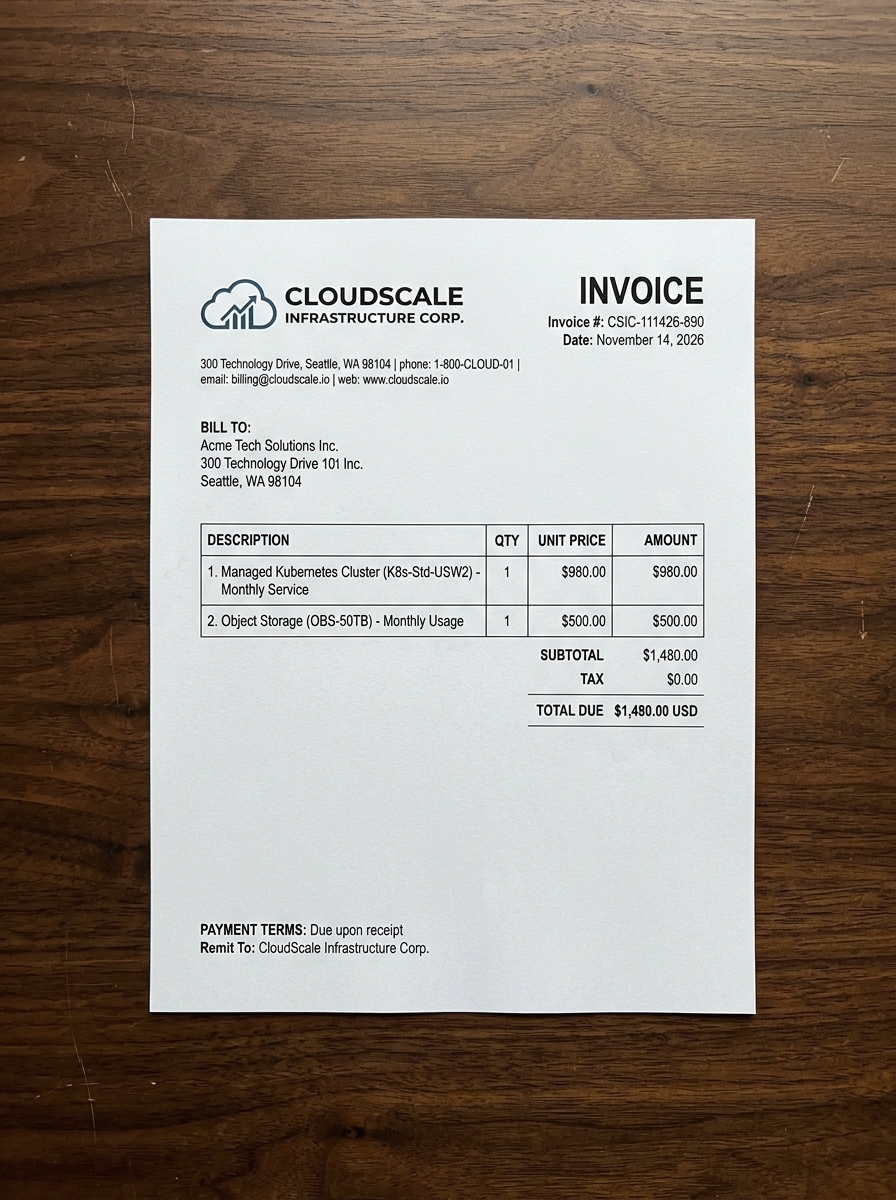 CLOUDSCALE
INFRASTRUCTURE CORP.
INVOICE
Invoice #: CSIC-111426-890
Date: November 14, 2026
300 Technology Drive, Seattle, WA 98104 | phone: 1-800-CLOUD-01 |
email: billing@cloudscale.io | web: www.cloudscale.io
BILL TO:
Acme Tech Solutions Inc.
300 Technology Drive 101 Inc.
Seattle, WA 98104
DESCRIPTION QTY UNIT PRICE AMOUNT
1. Managed Kubernetes Cluster (K8s-Std-USW2) - 1 $980.00 $980.00
Monthly Service
2. Object Storage (OBS-50TB) - Monthly Usage 1 $500.00 $500.00
SUBTOTAL $1,480.00
TAX $0.00
TOTAL DUE $1,480.00 USD
PAYMENT TERMS: Due upon receipt
Remit To: CloudScale Infrastructure Corp.